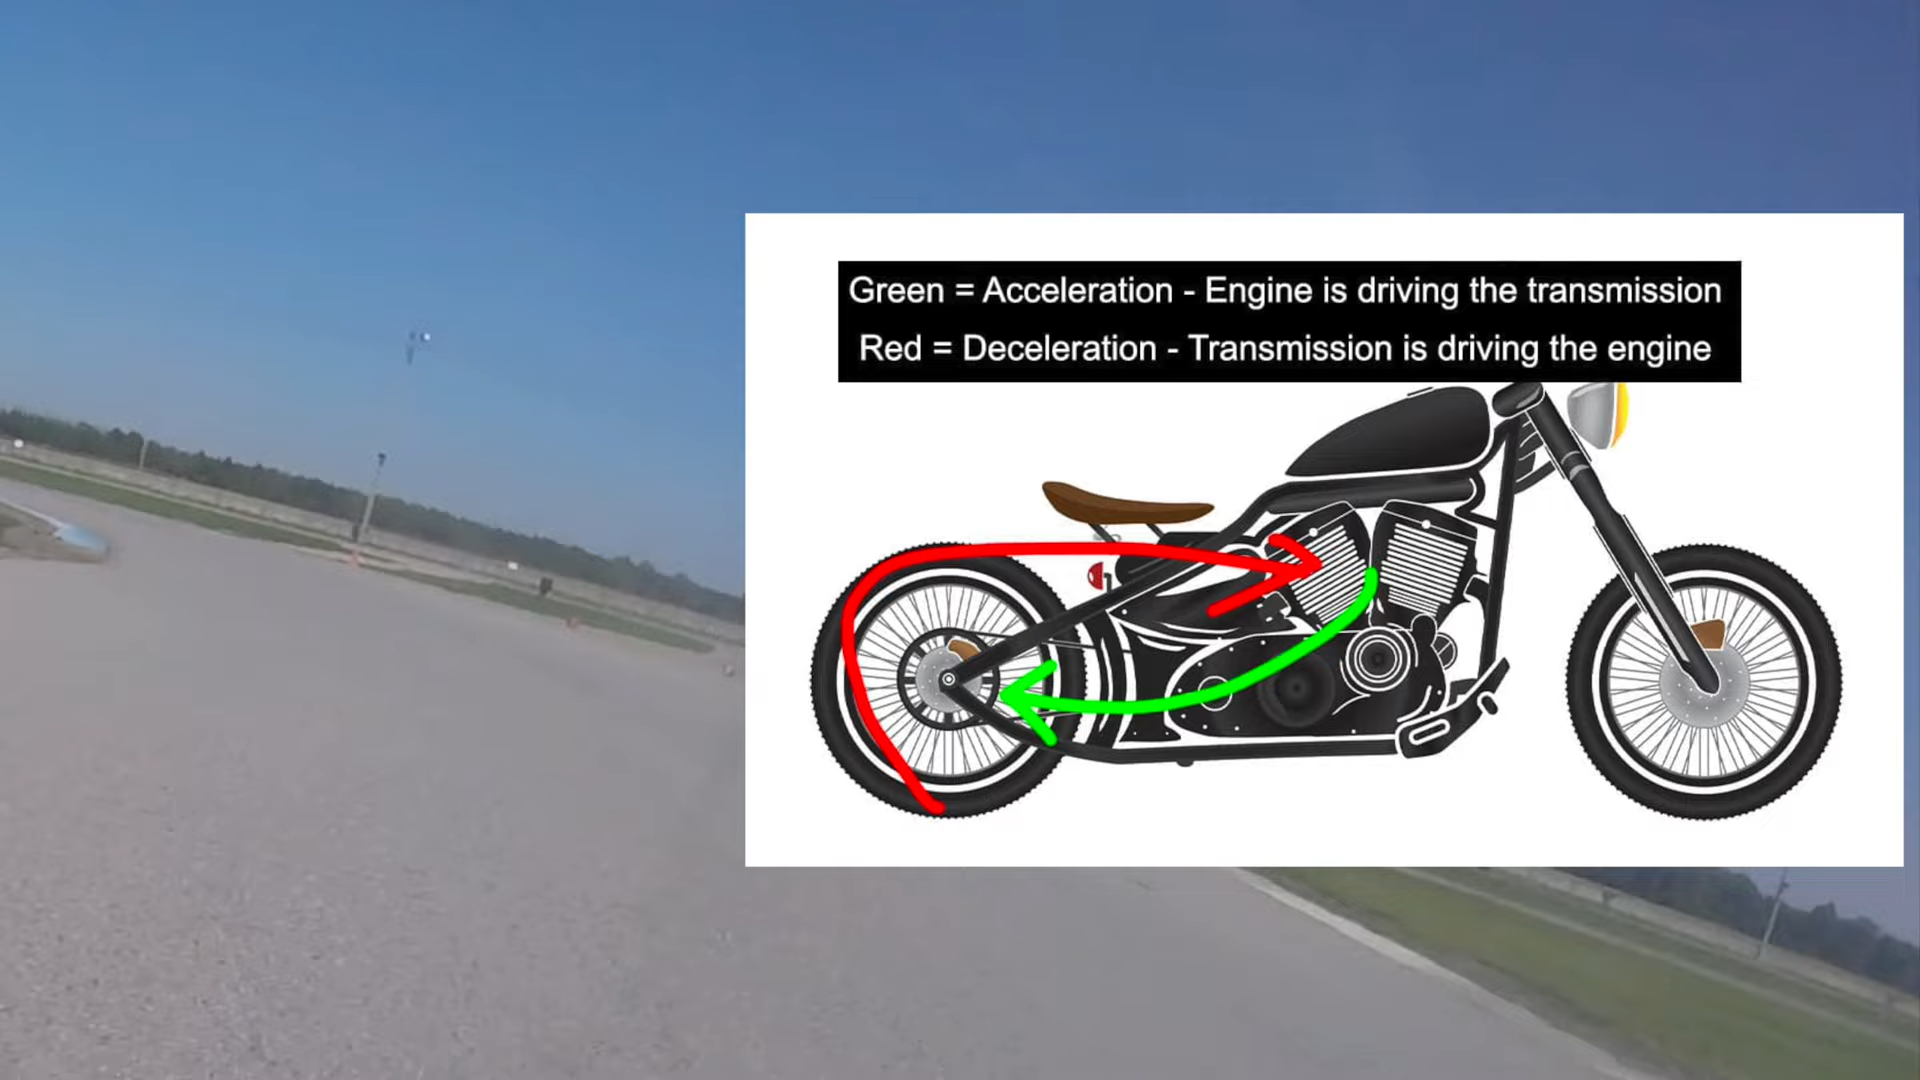 Green = Acceleration - Engine is driving the transmission
Red = Deceleration - Transmission is driving the engine